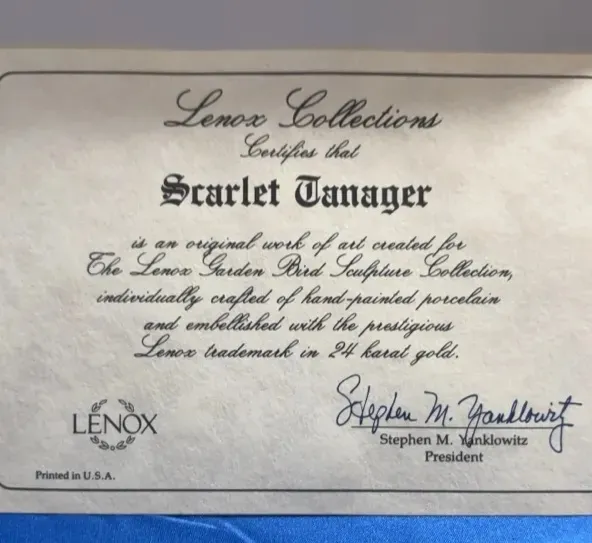 Lenox Collections
Certifies that
Scarlet Tanager
is an original work of art created for
The Lenox Garden Bird Sculpture Collection,
individually crafted of hand-painted porcelain
and embellished with the prestigious
Lenox trademark in 24 karat gold.
LENOX
Printed in U.S.A.
Stephen M. Yanklowitz
Stephen M. Yanklowitz
President